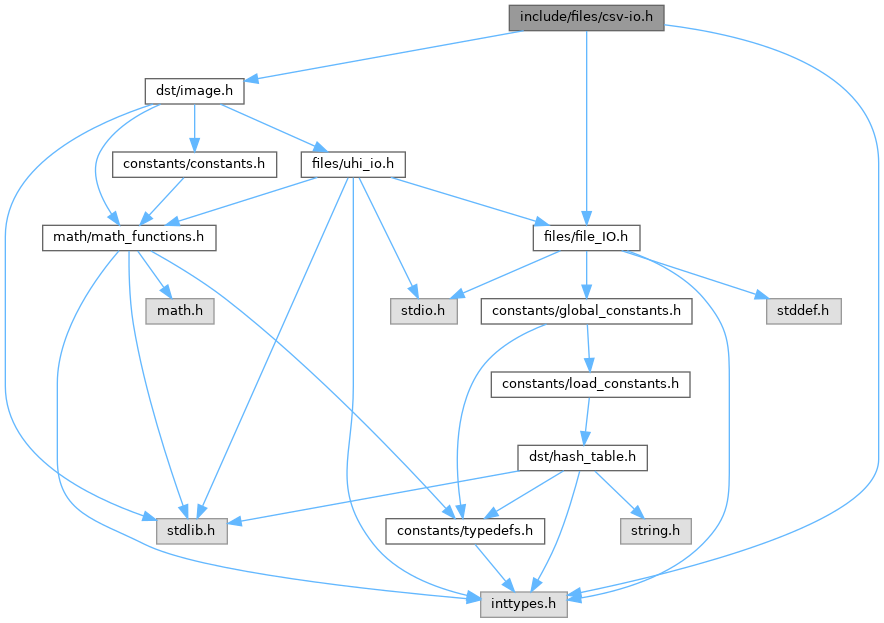 include/files/csv-io.h
dst/image.h
constants/constants.h
files/uhi_io.h
math/math_functions.h
files/file_IO.h
math.h
stdio.h
constants/global_constants.h
stddef.h
constants/load_constants.h
dst/hash_table.h
stdlib.h
constants/typedefs.h
string.h
inttypes.h